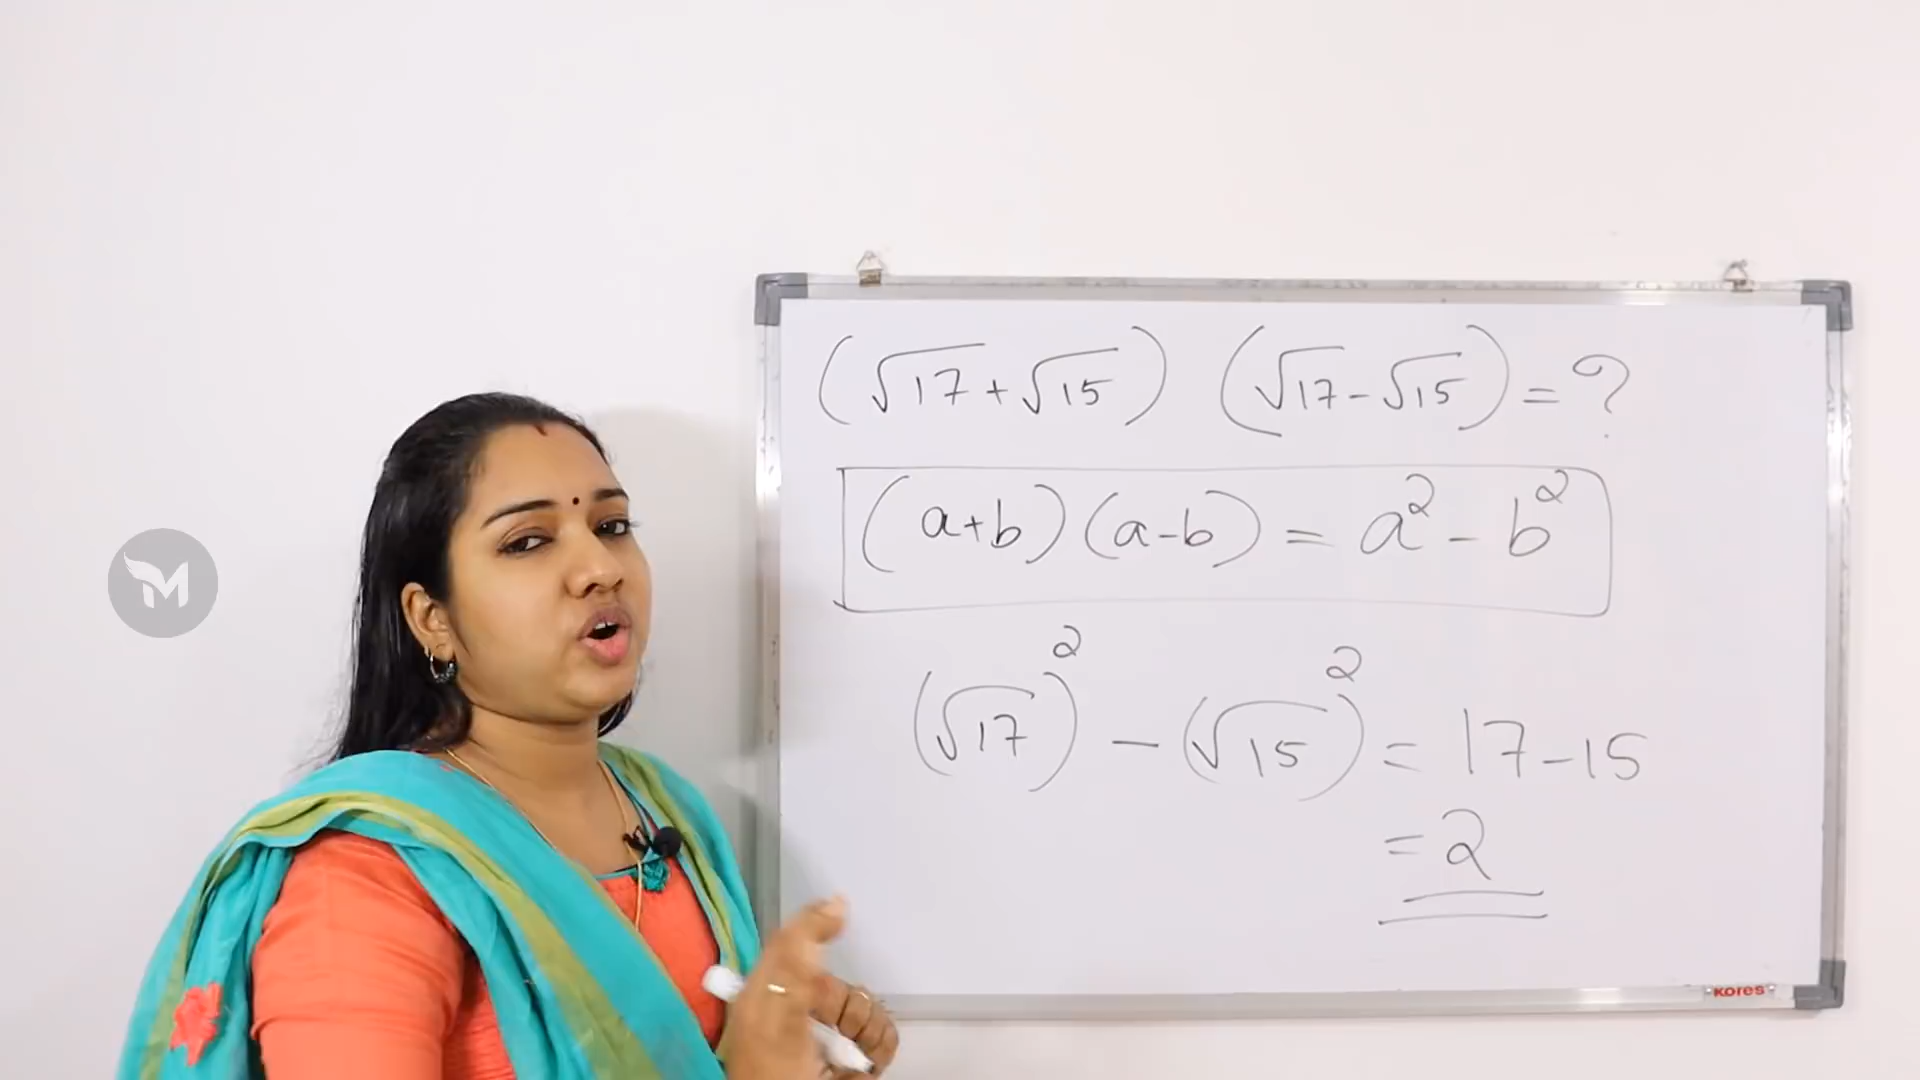 (√17 + √15) (√17 - √15) = ?
(a+b) (a-b) = a² - b²
(√17)² - (√15)² = 17 - 15
= 2
KORES
M